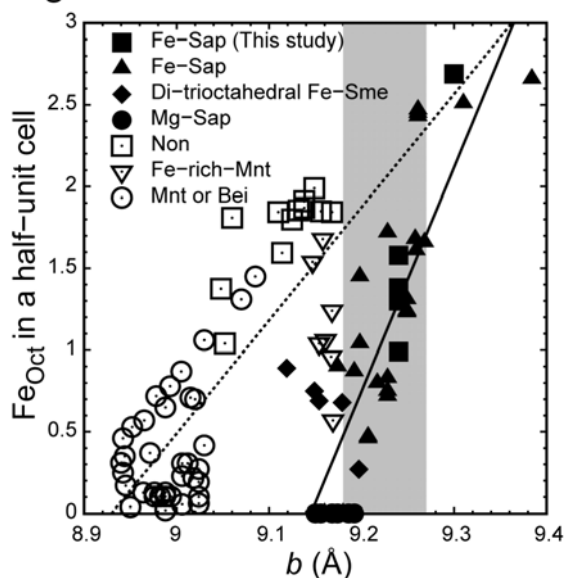 3
2.5
2
1.5
1
0.5
0
Fe−Sap (This study)
Fe−Sap
Di−trioctahedral Fe−Sme
Mg−Sap
Non
Fe−rich−Mnt
Mnt or Bei
FeOct in a half−unit cell
8.9 9 9.1 9.2 9.3 9.4
b (Å)